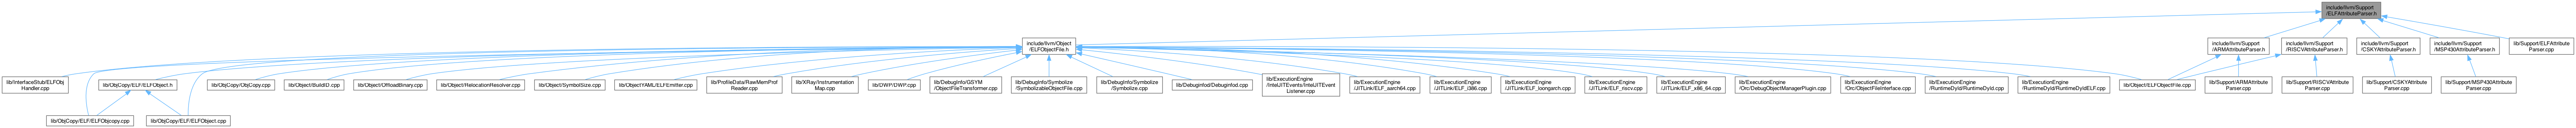 include/llvm/Support
/ELFAttributeParser.h
include/llvm/Object
/ELFObjectFile.h
include/llvm/Support
/ARMAttributeParser.h
include/llvm/Support
/RISCVAttributeParser.h
include/llvm/Support
/CSKYAttributeParser.h
include/llvm/Support
/MSP430AttributeParser.h
lib/Support/ELFAttribute
Parser.cpp
lib/InterfaceStub/ELFObj
Handler.cpp
lib/ObjCopy/ELF/ELFObject.h
lib/ObjCopy/ObjCopy.cpp
lib/Object/BuildID.cpp
lib/Object/OffloadBinary.cpp
lib/Object/RelocationResolver.cpp
lib/Object/SymbolSize.cpp
lib/ObjectYAML/ELFEmitter.cpp
lib/ProfileData/RawMemProf
Reader.cpp
lib/XRay/Instrumentation
Map.cpp
lib/DWP/DWP.cpp
lib/DebugInfo/GSYM
/ObjectFileTransformer.cpp
lib/DebugInfo/Symbolize
/SymbolizableObjectFile.cpp
lib/DebugInfo/Symbolize
/Symbolize.cpp
lib/Debuginfod/Debuginfod.cpp
lib/ExecutionEngine
/IntelJITEvents/IntelJITEvent
Listener.cpp
lib/ExecutionEngine
/JITLink/ELF_aarch64.cpp
lib/ExecutionEngine
/JITLink/ELF_i386.cpp
lib/ExecutionEngine
/JITLink/ELF_loongarch.cpp
lib/ExecutionEngine
/JITLink/ELF_riscv.cpp
lib/ExecutionEngine
/JITLink/ELF_x86_64.cpp
lib/ExecutionEngine
/Orc/DebugObjectManagerPlugin.cpp
lib/ExecutionEngine
/Orc/ObjectFileInterface.cpp
lib/ExecutionEngine
/RuntimeDyld/RuntimeDyld.cpp
lib/ExecutionEngine
/RuntimeDyld/RuntimeDyldELF.cpp
lib/Object/ELFObjectFile.cpp
lib/Support/ARMAttribute
Parser.cpp
lib/Support/RISCVAttribute
Parser.cpp
lib/Support/CSKYAttribute
Parser.cpp
lib/Support/MSP430Attribute
Parser.cpp
lib/ObjCopy/ELF/ELFObjcopy.cpp
lib/ObjCopy/ELF/ELFObject.cpp